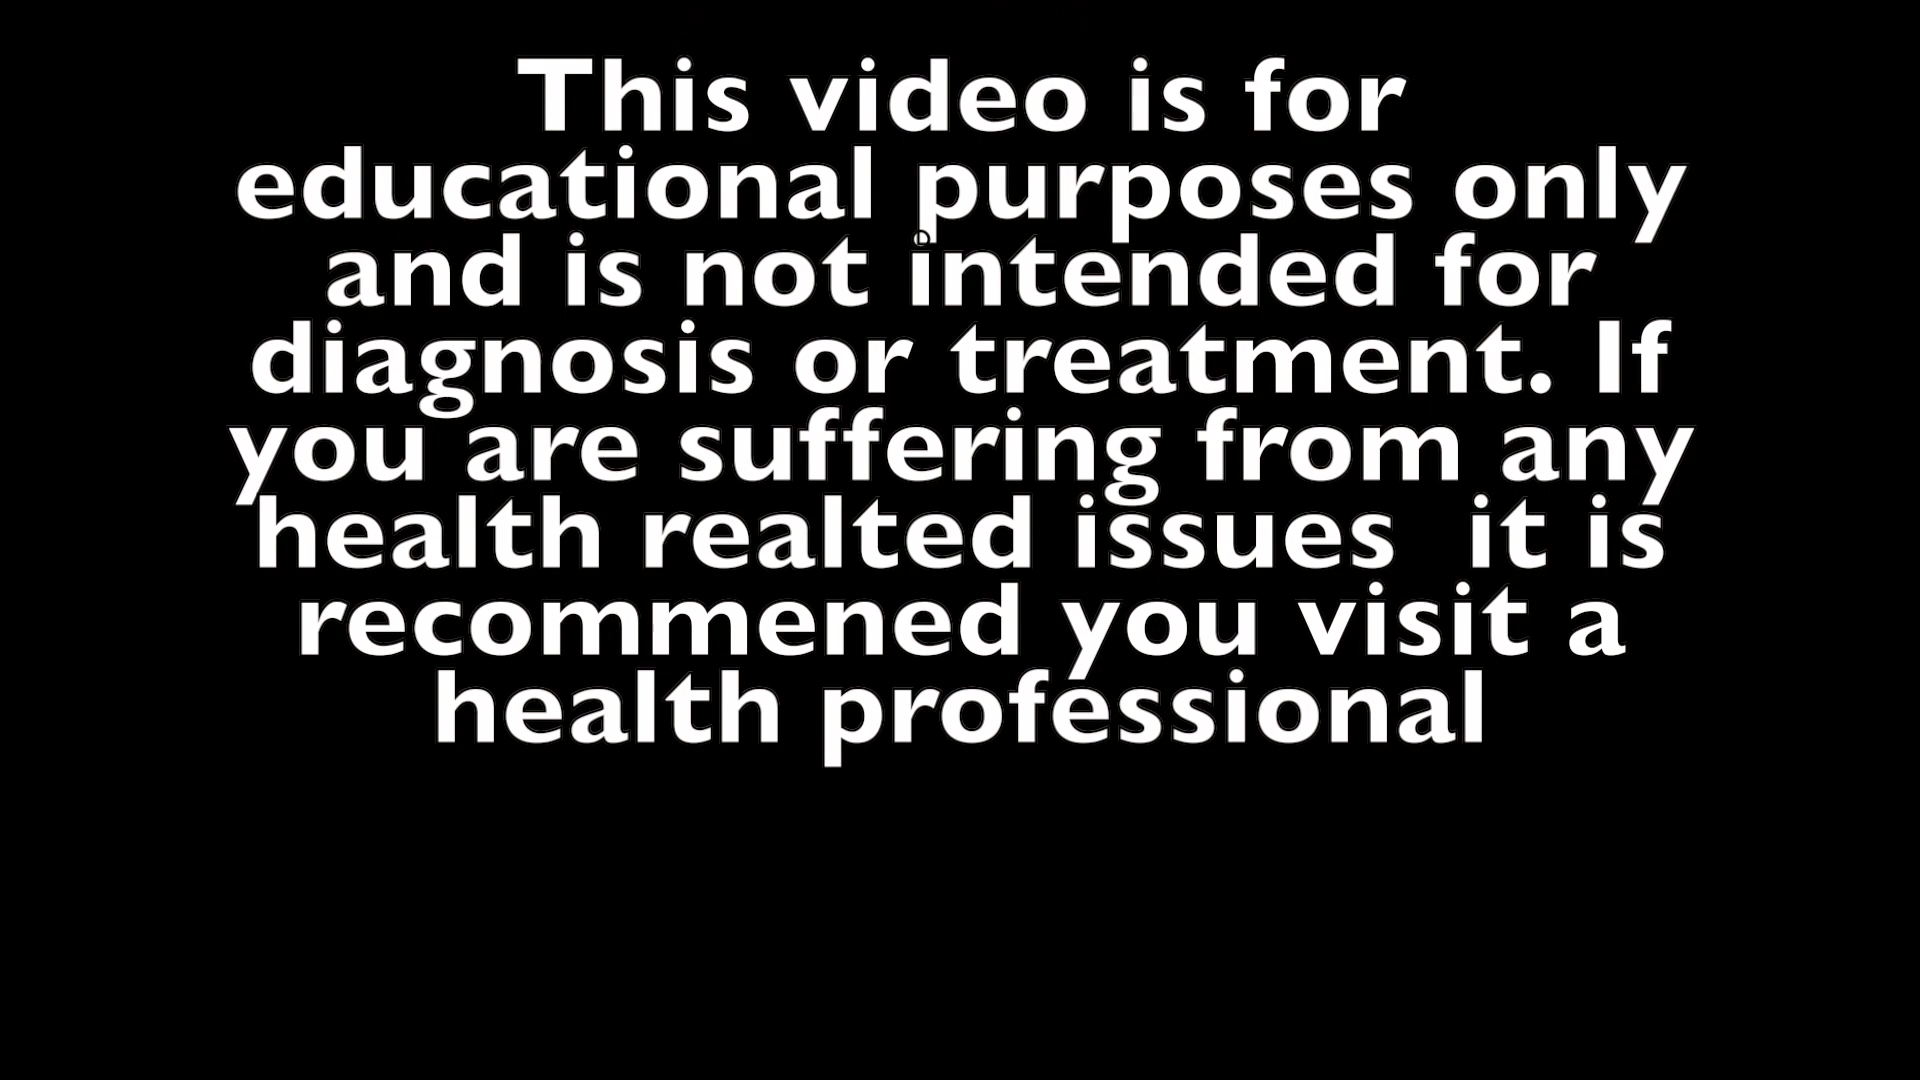 This video is for
educational purposes only
and is not intended for
diagnosis or treatment. If
you are suffering from any
health realted issues  it is
recommened you visit a
health professional